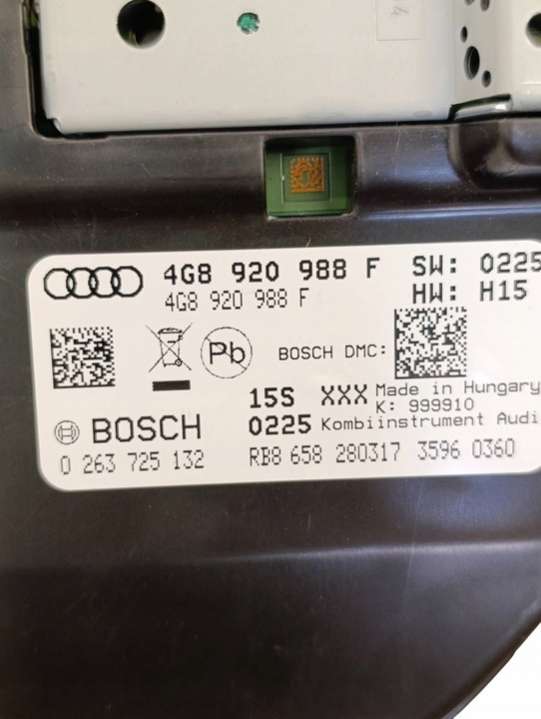 4G8 920 988 F SW: 0225
4G8 920 988 F HW: H15
Pb BOSCH DMC:
15S XXX Made in Hungary
K: 999910
BOSCH 0225 Kombiinstrument Audi
0 263 725 132 RB8 658 280317 3596 0360